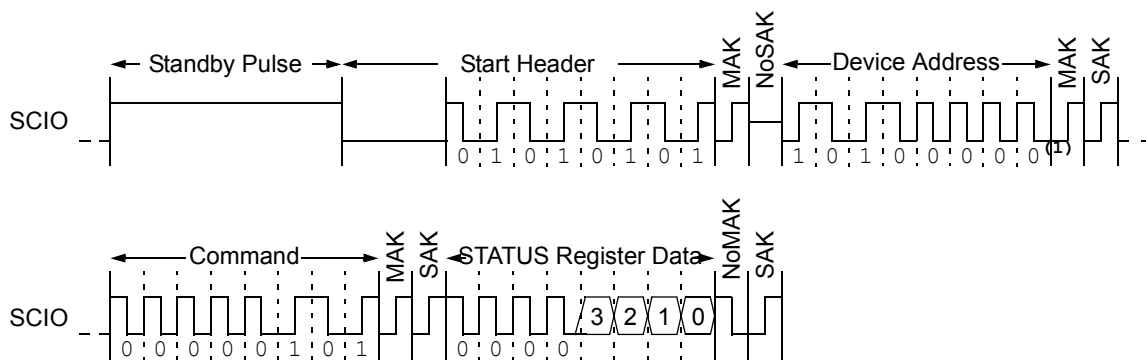 MAK
NoSAK
MAK
SAK
Standby Pulse
Start Header
Device Address
SCIO
0 1 0 1 0 1 0 1
1 0 1 0 0 0 0 0(1)
NoMAK
MAK
SAK
SAK
Command
STATUS Register Data
SCIO
3 2 1 0
0 0 0 0 0 1 0 1
0 0 0 0